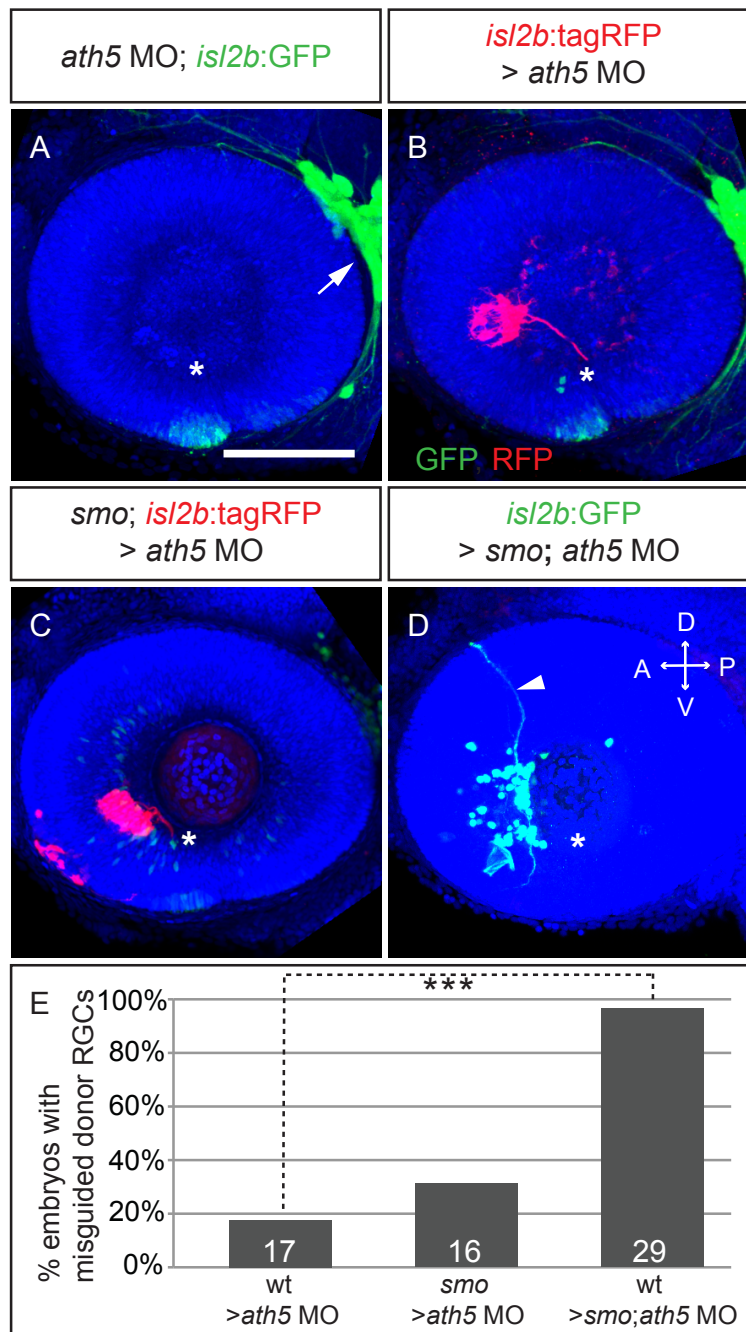 ath5 MO; isl2b:GFP
isl2b:tagRFP
> ath5 MO
A
*
B
*
GFP RFP
smo; isl2b:tagRFP
> ath5 MO
isl2b:GFP
> smo; ath5 MO
C
*
D
D
A P
V
*
E
% embryos with
misguided donor RGCs
100%
80%
60%
40%
20%
0%
***
17
16
29
wt
>ath5 MO
smo
>ath5 MO
wt
>smo;ath5 MO